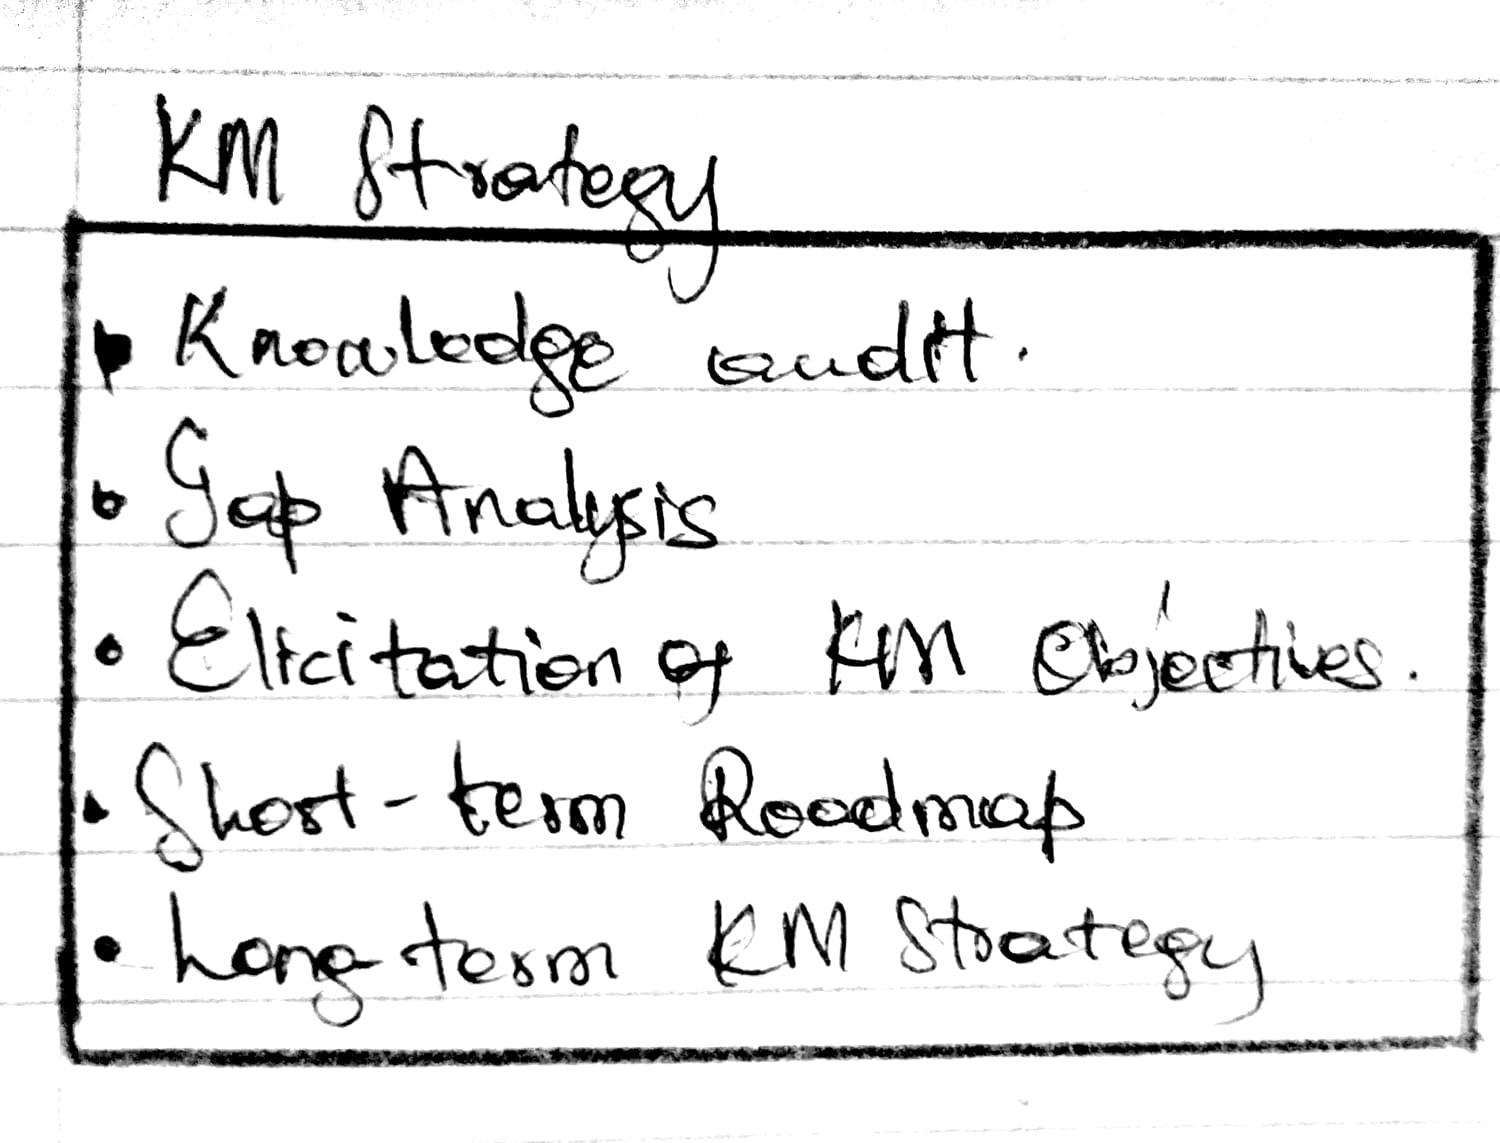 KM Strategy
• Knowledge audit.
• Gap Analysis
• Elicitation of KM Objectives.
• Short-term Roadmap
• Long-term KM Strategy